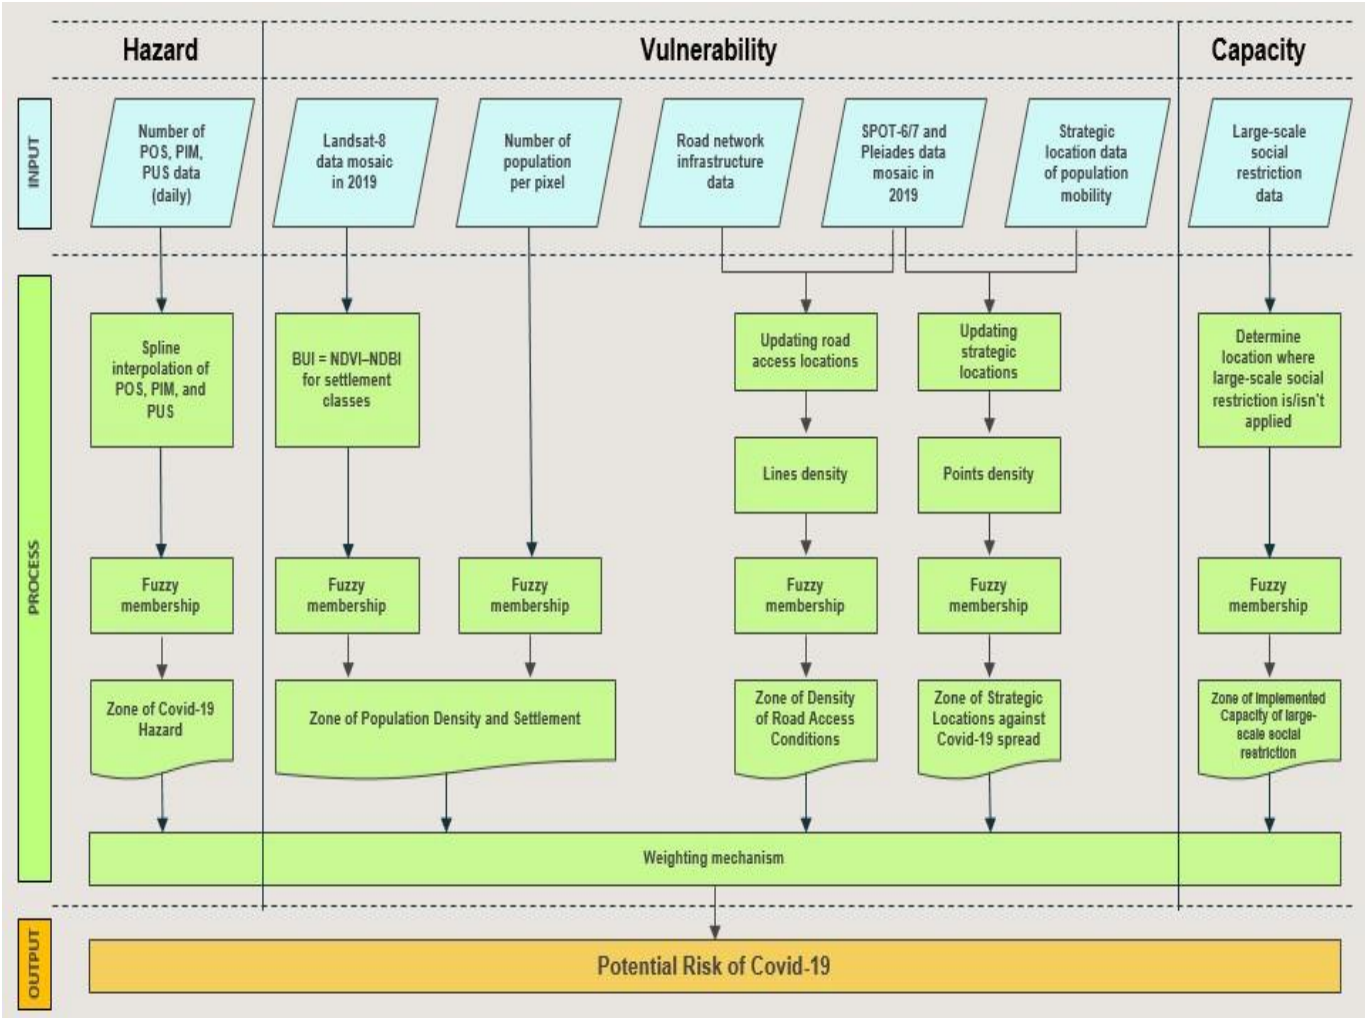 Hazard
Vulnerability
Capacity
INPUT
Number of
POS, PIM,
PUS data
(daily)
Landsat-8
data mosaic
in 2019
Number of
population
per pixel
Road network
infrastructure
data
SPOT-6/7 and
Pleiades data
mosaic in
2019
Strategic
location data
of population
mobility
Large-scale
social
restriction
data
PROCESS
Spline
interpolation of
POS, PIM, and
PUS
BUI = NDVI–NDBI
for settlement
classes
Updating road
access locations
Updating
strategic
locations
Determine
location where
large-scale social
restriction is/isn't
applied
Lines density
Points density
Fuzzy
membership
Fuzzy
membership
Fuzzy
membership
Fuzzy
membership
Fuzzy
membership
Fuzzy
membership
Zone of Covid-19
Hazard
Zone of Population Density and Settlement
Zone of Density
of Road Access
Conditions
Zone of Strategic
Locations against
Covid-19 spread
Zone of Implemented
Capacity of large-
scale social
restriction
Weighting mechanism
OUTPUT
Potential Risk of Covid-19